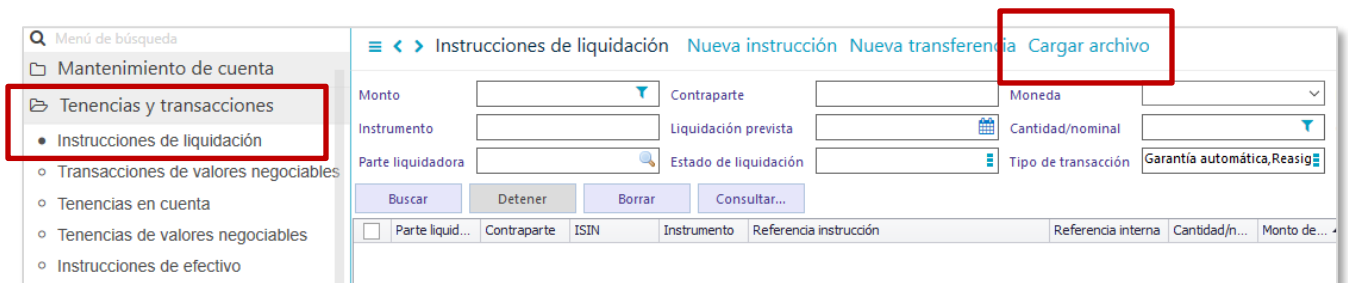 Menú de búsqueda
Mantenimiento de cuenta
Tenencias y transacciones
Instrucciones de liquidación
Transacciones de valores negociables
Tenencias en cuenta
Tenencias de valores negociables
Instrucciones de efectivo
Instrucciones de liquidación Nueva instrucción Nueva transferencia Cargar archivo
Monto Contraparte Moneda
Instrumento Liquidación prevista Cantidad/nominal
Parte liquidadora Estado de liquidación Tipo de transacción Garantía automática,Reasig
Buscar Detener Borrar Consultar...
Parte liquid... Contraparte ISIN Instrumento Referencia instrucción Referencia interna Cantidad/n... Monto de...